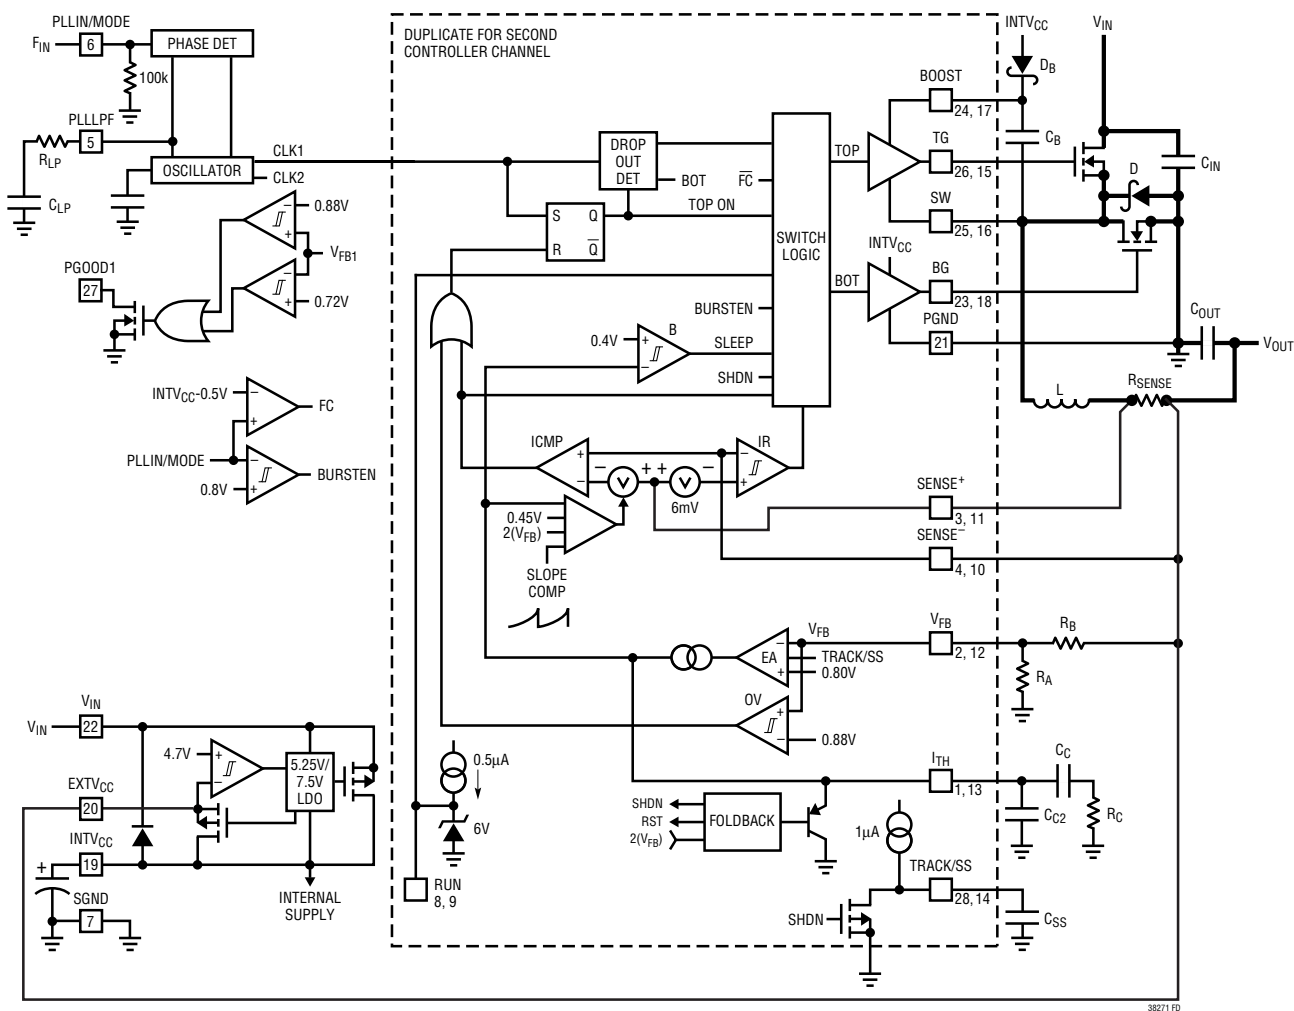 PLLIN/MODE
FIN
6
PHASE DET
100k
PLLLPF
5
RLP
OSCILLATOR
CLK1
CLK2
CLP
0.88V
−
+
VFB1
−
+
0.72V
PGOOD1
27
INTVCC-0.5V
−
+
FC
PLLIN/MODE
−
0.8V
+
BURSTEN
DUPLICATE FOR SECOND
CONTROLLER CHANNEL
DROP
OUT
DET
BOT
FC
S Q
R Q
TOP ON
SWITCH
LOGIC
TOP
BOT
INTVCC
BURSTEN
0.4V
+
−
B
SLEEP
SHDN
ICMP
+
−
− + + −
6mV
IR
−
+
0.45V
2(VFB)
SLOPE
COMP
BOOST
24, 17
TG
26, 15
SW
25, 16
BG
23, 18
PGND
21
INTVCC
DB
CB
VIN
D
CIN
COUT
VOUT
L
RSENSE
SENSE+
3, 11
SENSE−
4, 10
VFB
−
EA
TRACK/SS
+
0.80V
VFB
2, 12
RB
RA
OV
+
−
0.88V
ITH
1, 13
CC
CC2
RC
0.5µA
6V
SHDN
RST
2(VFB)
FOLDBACK
1µA
TRACK/SS
28, 14
CSS
SHDN
RUN
8, 9
VIN
VIN
22
4.7V
+
−
5.25V/
7.5V
LDO
EXTVCC
20
INTVCC
19
+
SGND
7
INTERNAL
SUPPLY
38271 FD